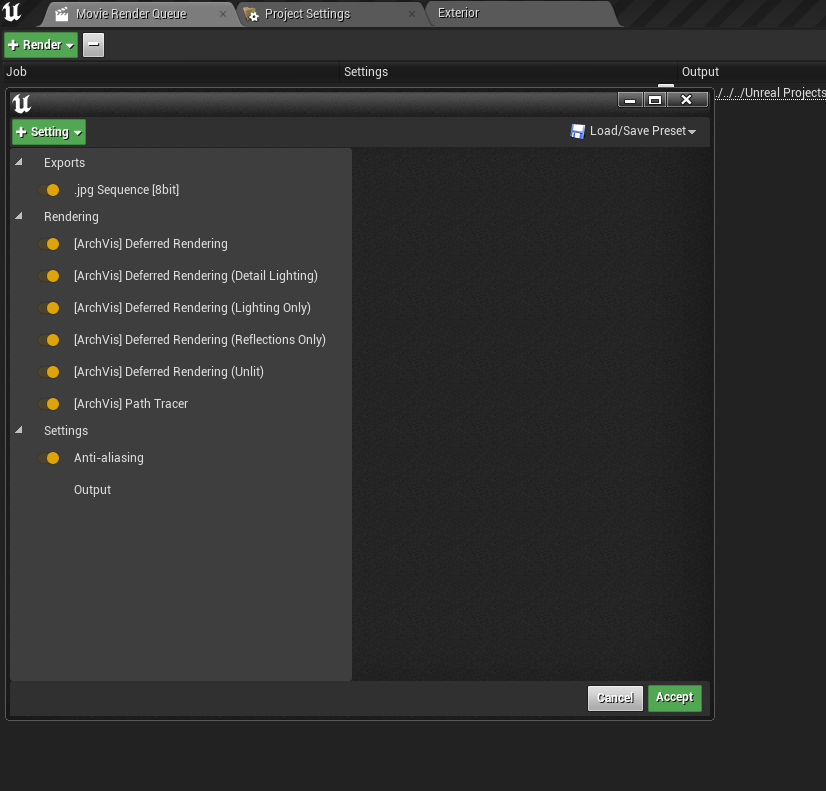 Movie Render Queue
Project Settings
Exterior
Render
Job
Settings
Output
./../../Unreal Projects
Setting
Load/Save Preset
Exports
.jpg Sequence [8bit]
Rendering
[ArchVis] Deferred Rendering
[ArchVis] Deferred Rendering (Detail Lighting)
[ArchVis] Deferred Rendering (Lighting Only)
[ArchVis] Deferred Rendering (Reflections Only)
[ArchVis] Deferred Rendering (Unlit)
[ArchVis] Path Tracer
Settings
Anti-aliasing
Output
Cancel
Accept